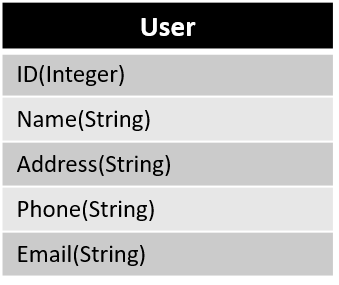 User
ID(Integer)
Name(String)
Address(String)
Phone(String)
Email(String)